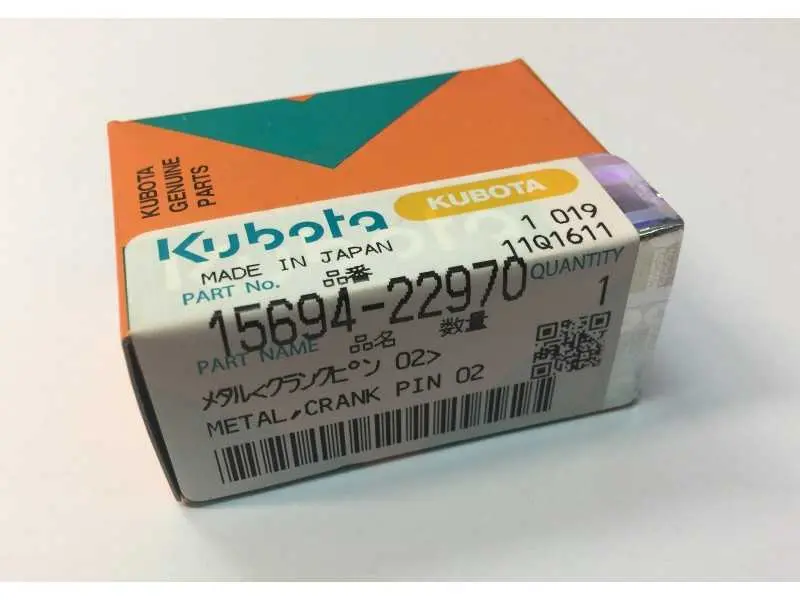 KUBOTA
GENUINE
PARTS
Kubota
KUBOTA
MADE IN JAPAN
1 019
11Q1611
PART No. 品番
QUANTITY
15694-22970
1
PART NAME 品名 数量
メタル<クランクピン 02>
METAL,CRANK PIN 02